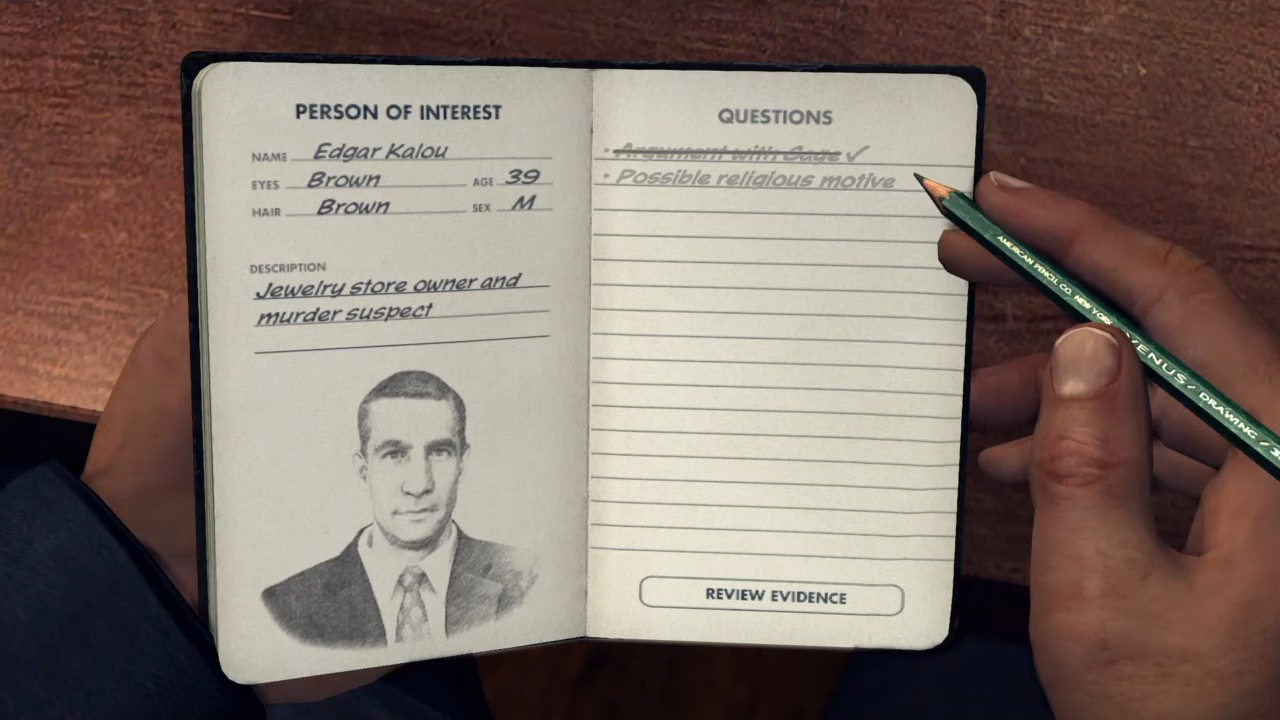 PERSON OF INTEREST
NAME Edgar Kalou
EYES Brown AGE 39
HAIR Brown SEX M
DESCRIPTION
Jewelry store owner and
murder suspect
QUESTIONS
• Argument with Gage ✓
• Possible religious motive
REVIEW EVIDENCE
AMERICAN PENCIL CO. NEW YORK
VENUS / DRAWING /